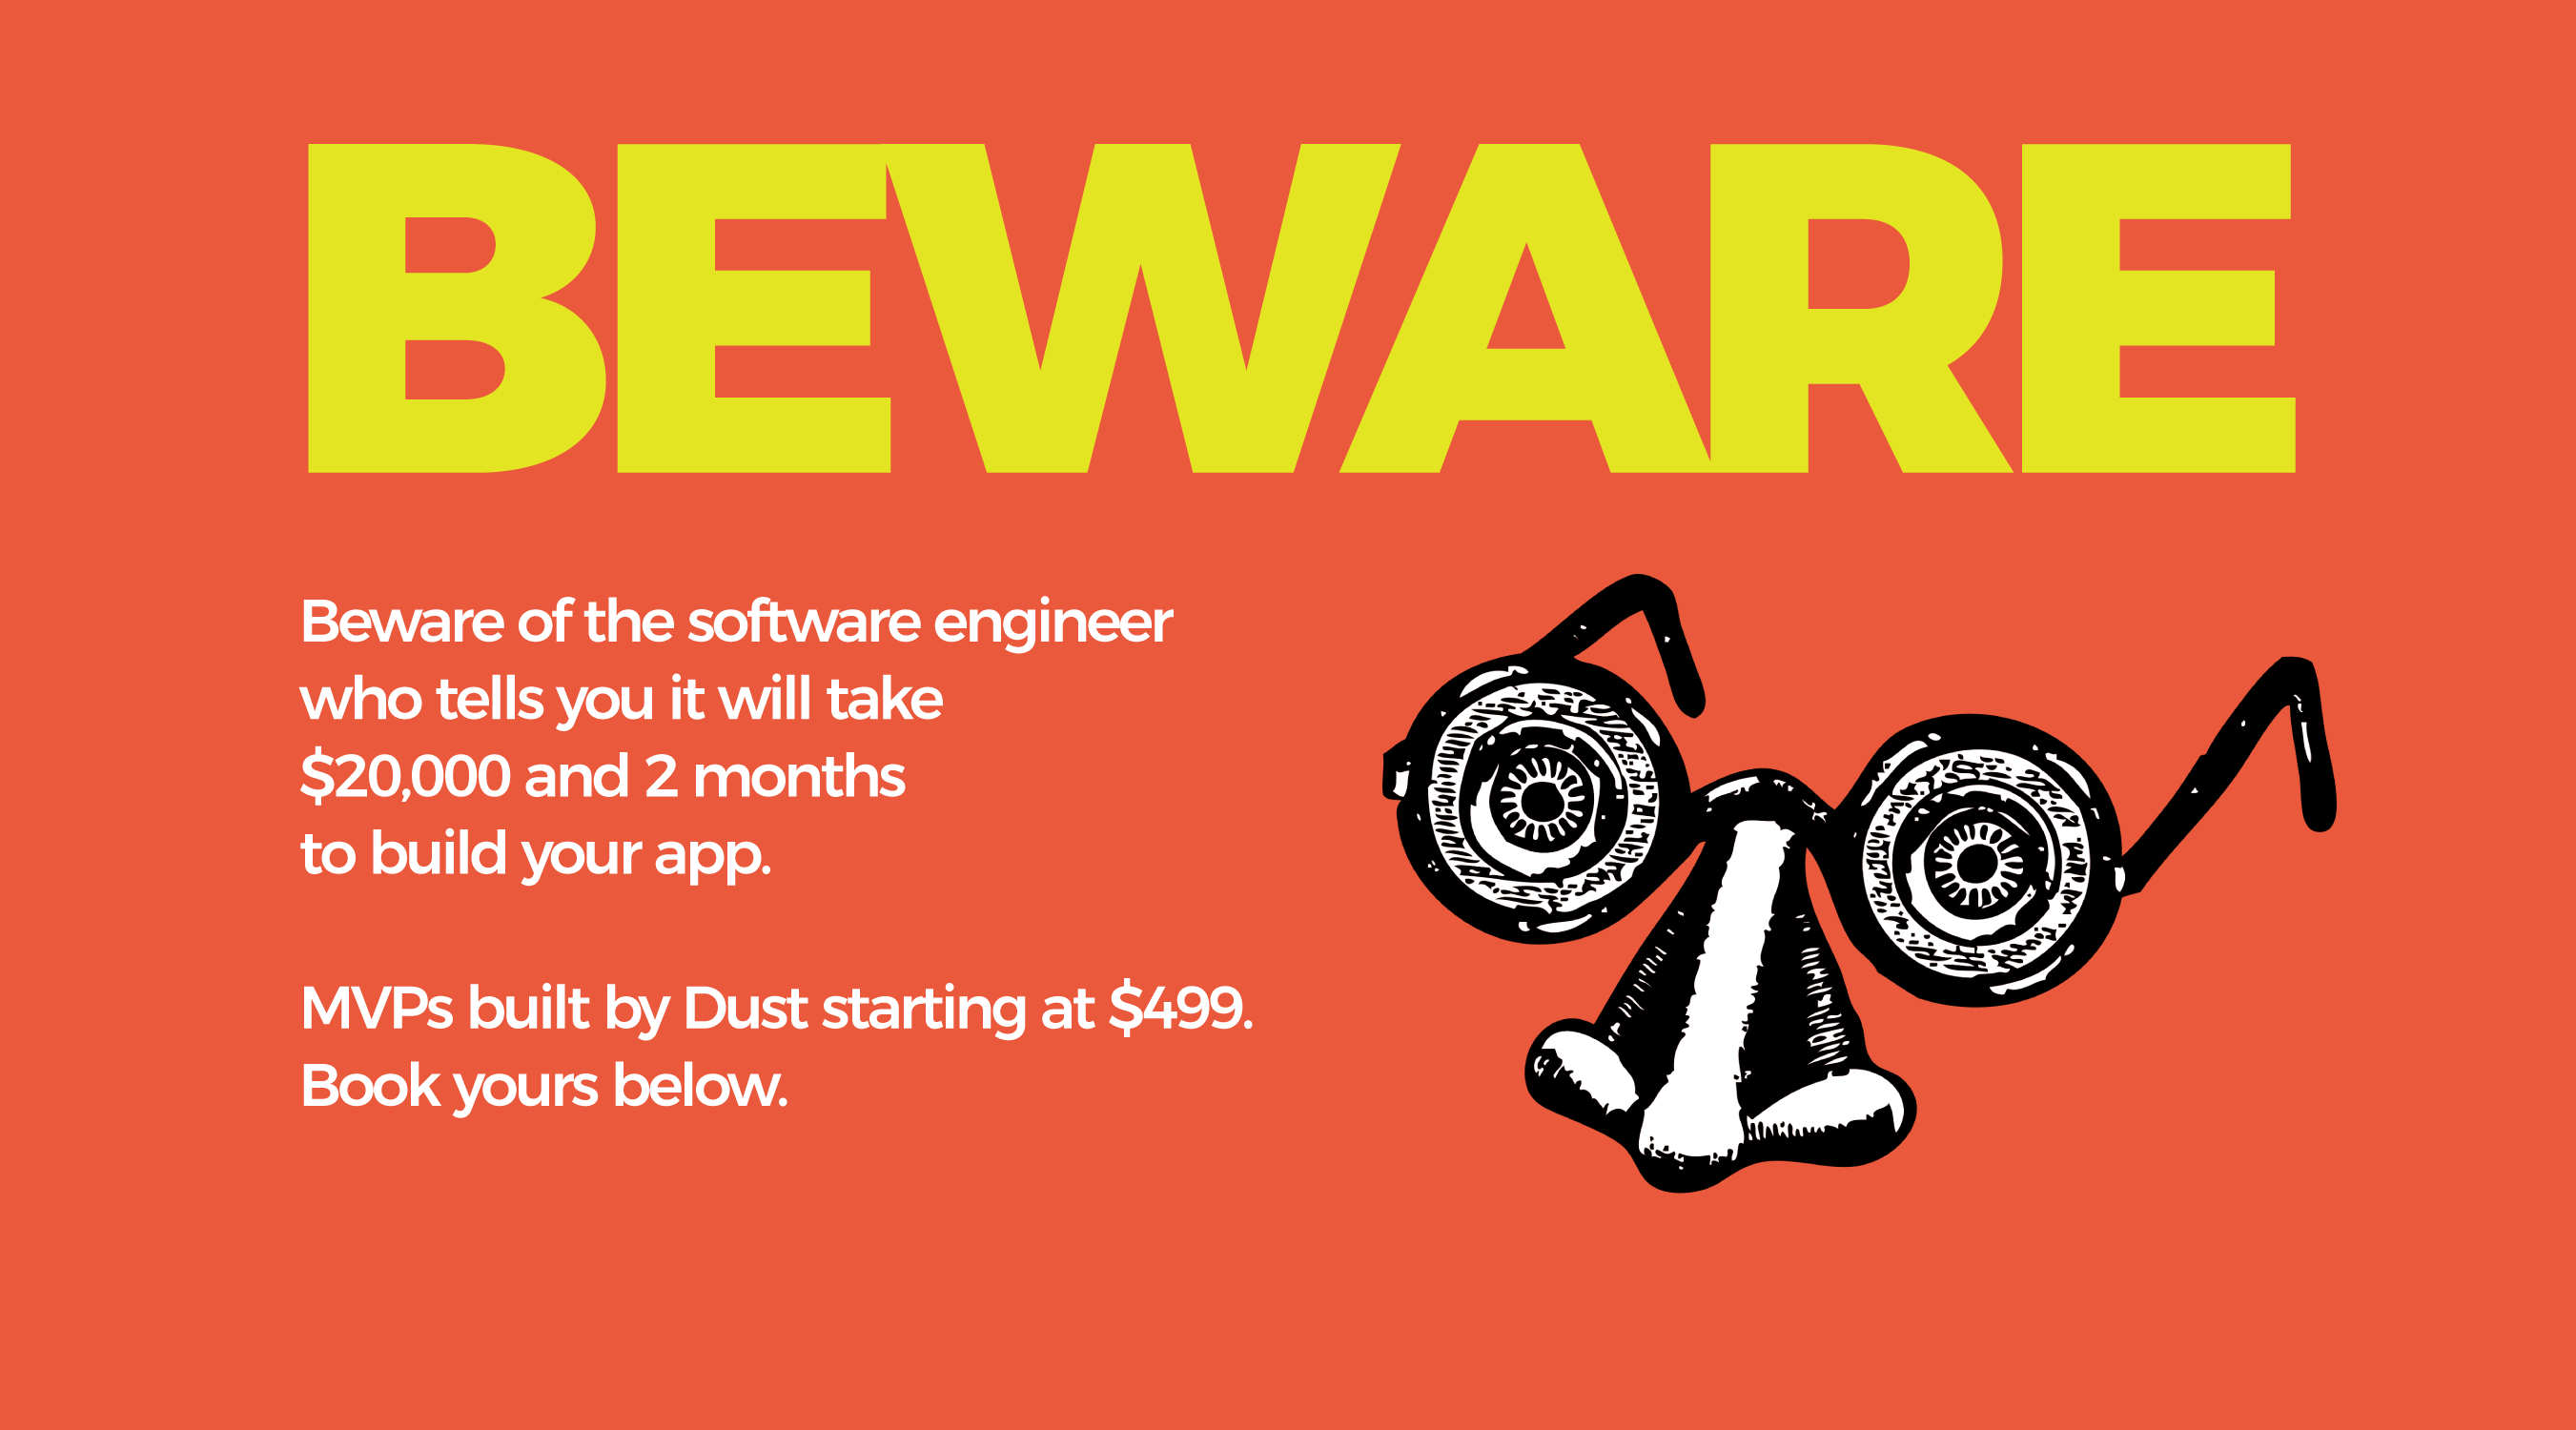 BEWARE
Beware of the software engineer
who tells you it will take
$20,000 and 2 months
to build your app.
MVPs built by Dust starting at $499.
Book yours below.